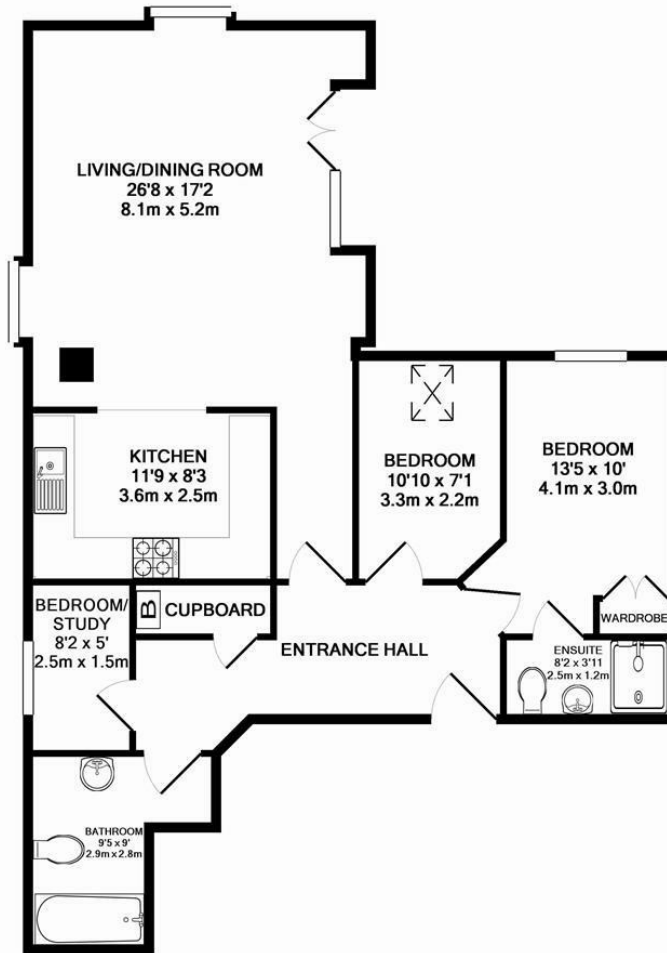 LIVING/DINING ROOM
26'8 x 17'2
8.1m x 5.2m
KITCHEN
11'9 x 8'3
3.6m x 2.5m
BEDROOM
10'10 x 7'1
3.3m x 2.2m
BEDROOM
13'5 x 10'
4.1m x 3.0m
WARDROBE
BEDROOM/
STUDY
8'2 x 5'
2.5m x 1.5m
B CUPBOARD
ENTRANCE HALL
ENSUITE
8'2 x 3'11
2.5m x 1.2m
BATHROOM
9'5 x 9'
2.9m x 2.8m